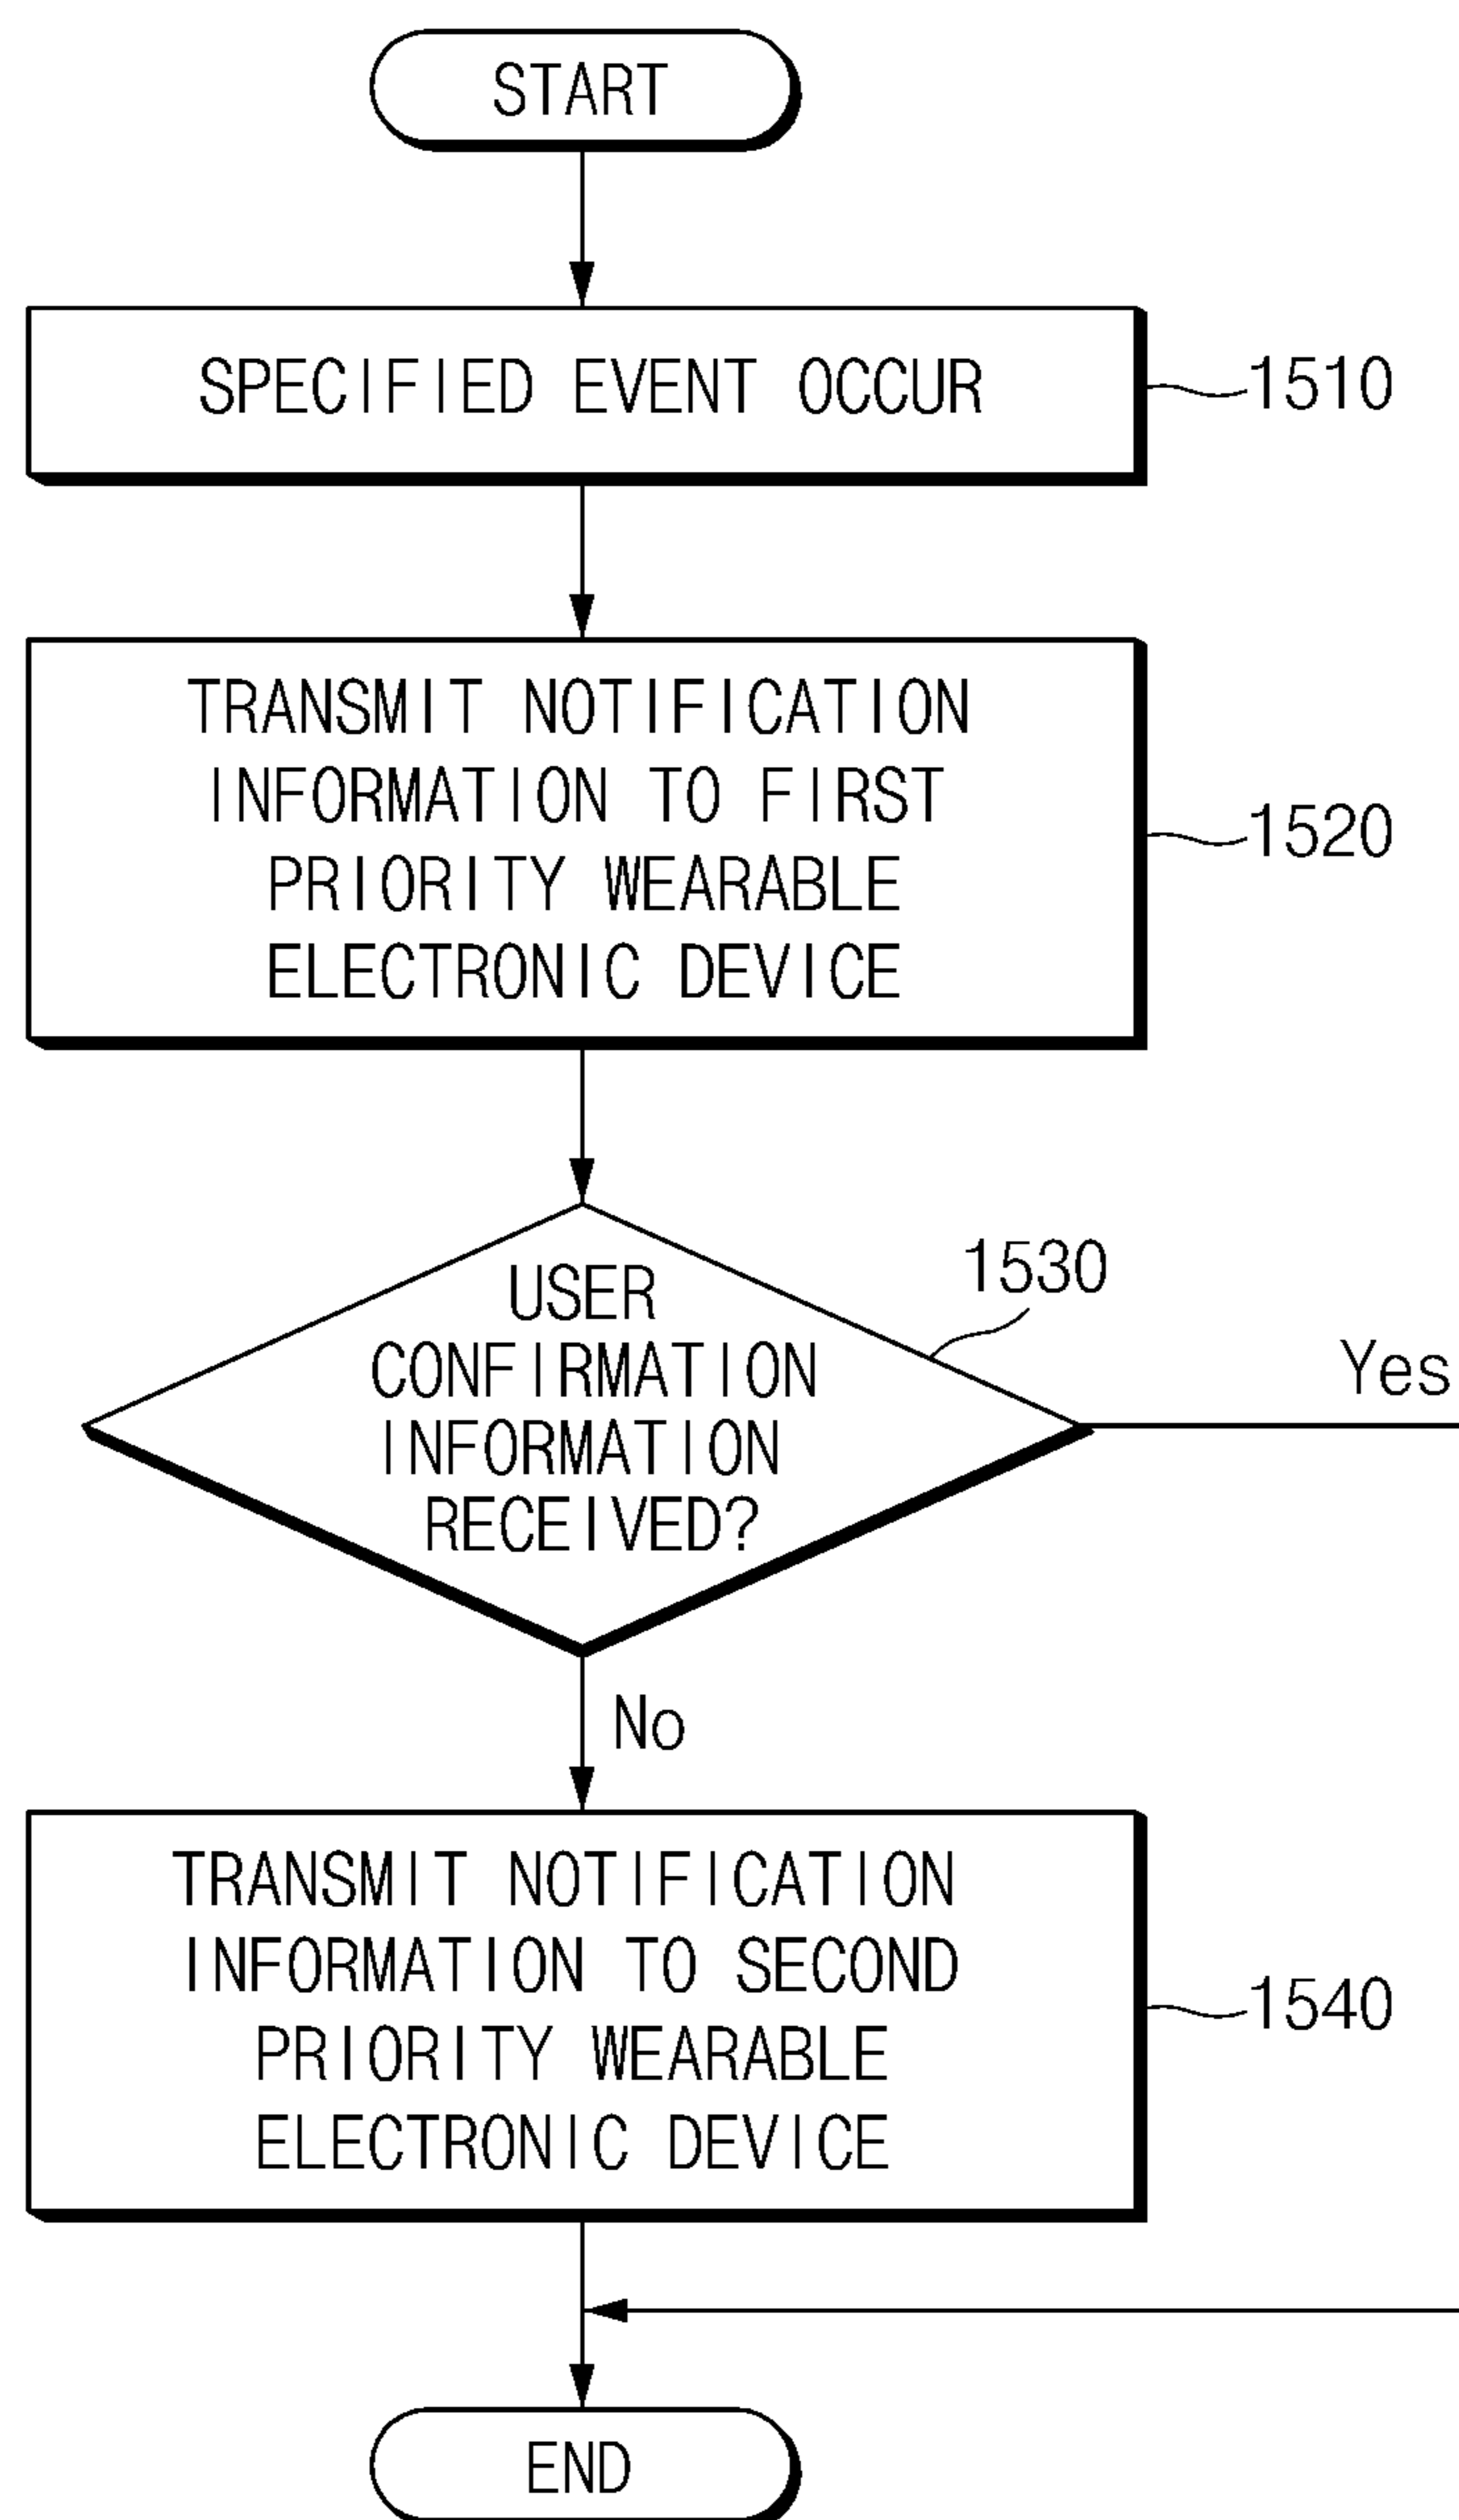 START
SPECIFIED EVENT OCCUR
1510
TRANSMIT NOTIFICATION
INFORMATION TO FIRST
PRIORITY WEARABLE
ELECTRONIC DEVICE
1520
USER
CONFIRMATION
INFORMATION
RECEIVED?
1530
Yes
No
TRANSMIT NOTIFICATION
INFORMATION TO SECOND
PRIORITY WEARABLE
ELECTRONIC DEVICE
1540
END